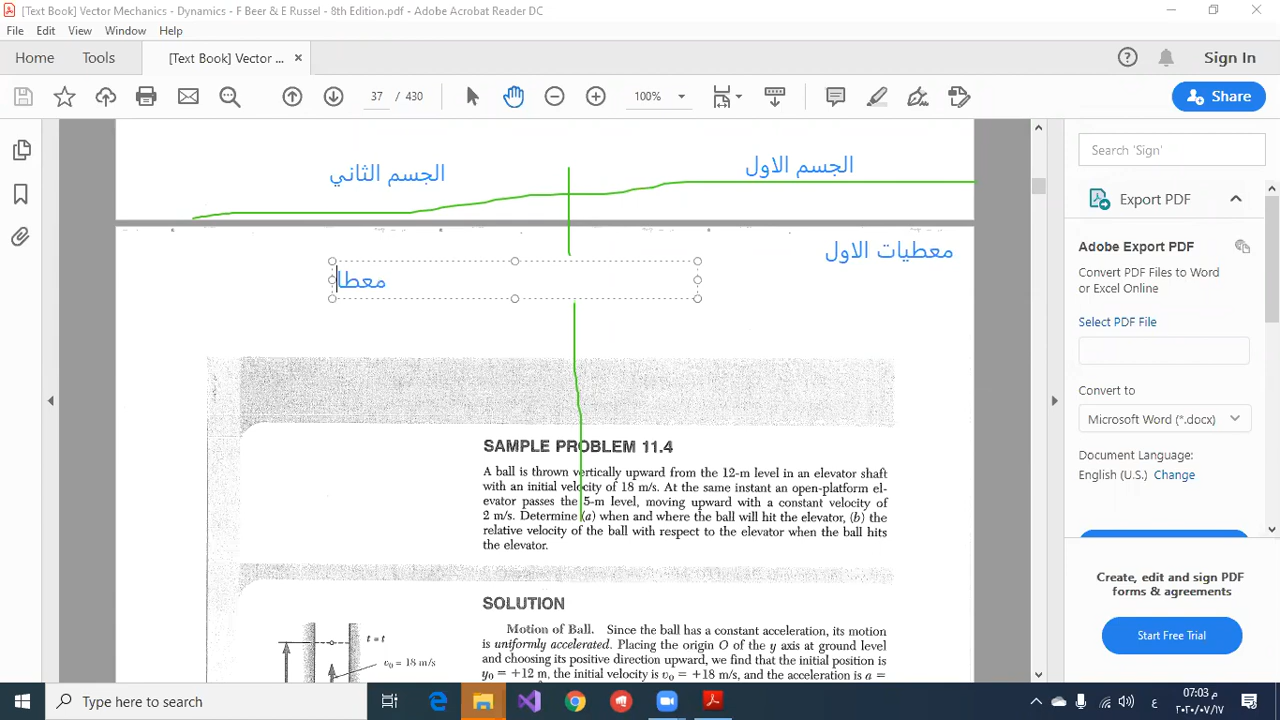 [Text Book] Vector Mechanics - Dynamics - F Beer & E Russel - 8th Edition.pdf - Adobe Acrobat Reader DC
File Edit View Window Help
Home Tools [Text Book] Vector ... × Sign In
37 / 430 100% Share
الجسم الاول
الجسم الثاني
معطيات الاول
معطا
SAMPLE PROBLEM 11.4
A ball is thrown vertically upward from the 12-m level in an elevator shaft
with an initial velocity of 18 m/s. At the same instant an open-platform el-
evator passes the 5-m level, moving upward with a constant velocity of
2 m/s. Determine (a) when and where the ball will hit the elevator, (b) the
relative velocity of the ball with respect to the elevator when the ball hits
the elevator.
SOLUTION
Motion of Ball. Since the ball has a constant acceleration, its motion
is uniformly accelerated. Placing the origin O of the y axis at ground level
and choosing its positive direction upward, we find that the initial position is
y₀ = +12 m, the initial velocity is v₀ = +18 m/s, and the acceleration is a =
t = t
v₀ = 18 m/s
Search 'Sign'
Export PDF
Adobe Export PDF
Convert PDF Files to Word
or Excel Online
Select PDF File
Convert to
Microsoft Word (*.docx)
Document Language:
English (U.S.) Change
Create, edit and sign PDF
forms & agreements
Start Free Trial
Type here to search
ع
07:03 م
٢٠٢٠/٠٧/١٧